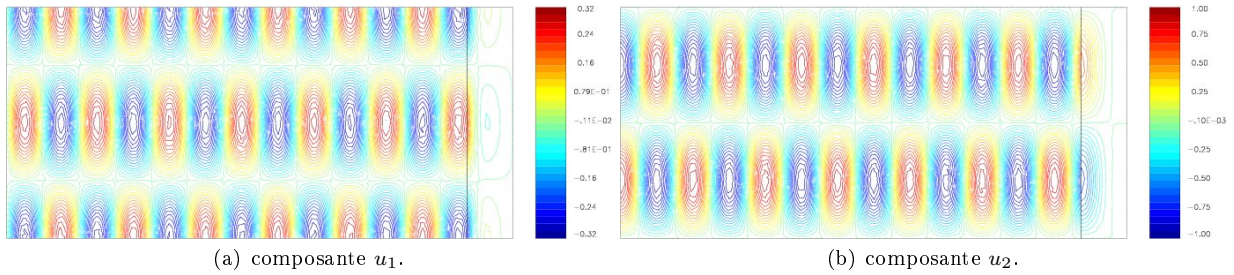 0.32
0.16
0.24
0.79E−01
−.11E−02
−.81E−01
−0.16
−0.24
−0.32
1.00
0.75
0.50
0.25
−.10E−03
−0.25
−0.50
−0.75
−1.00
(a) composante u₁.
(b) composante u₂.